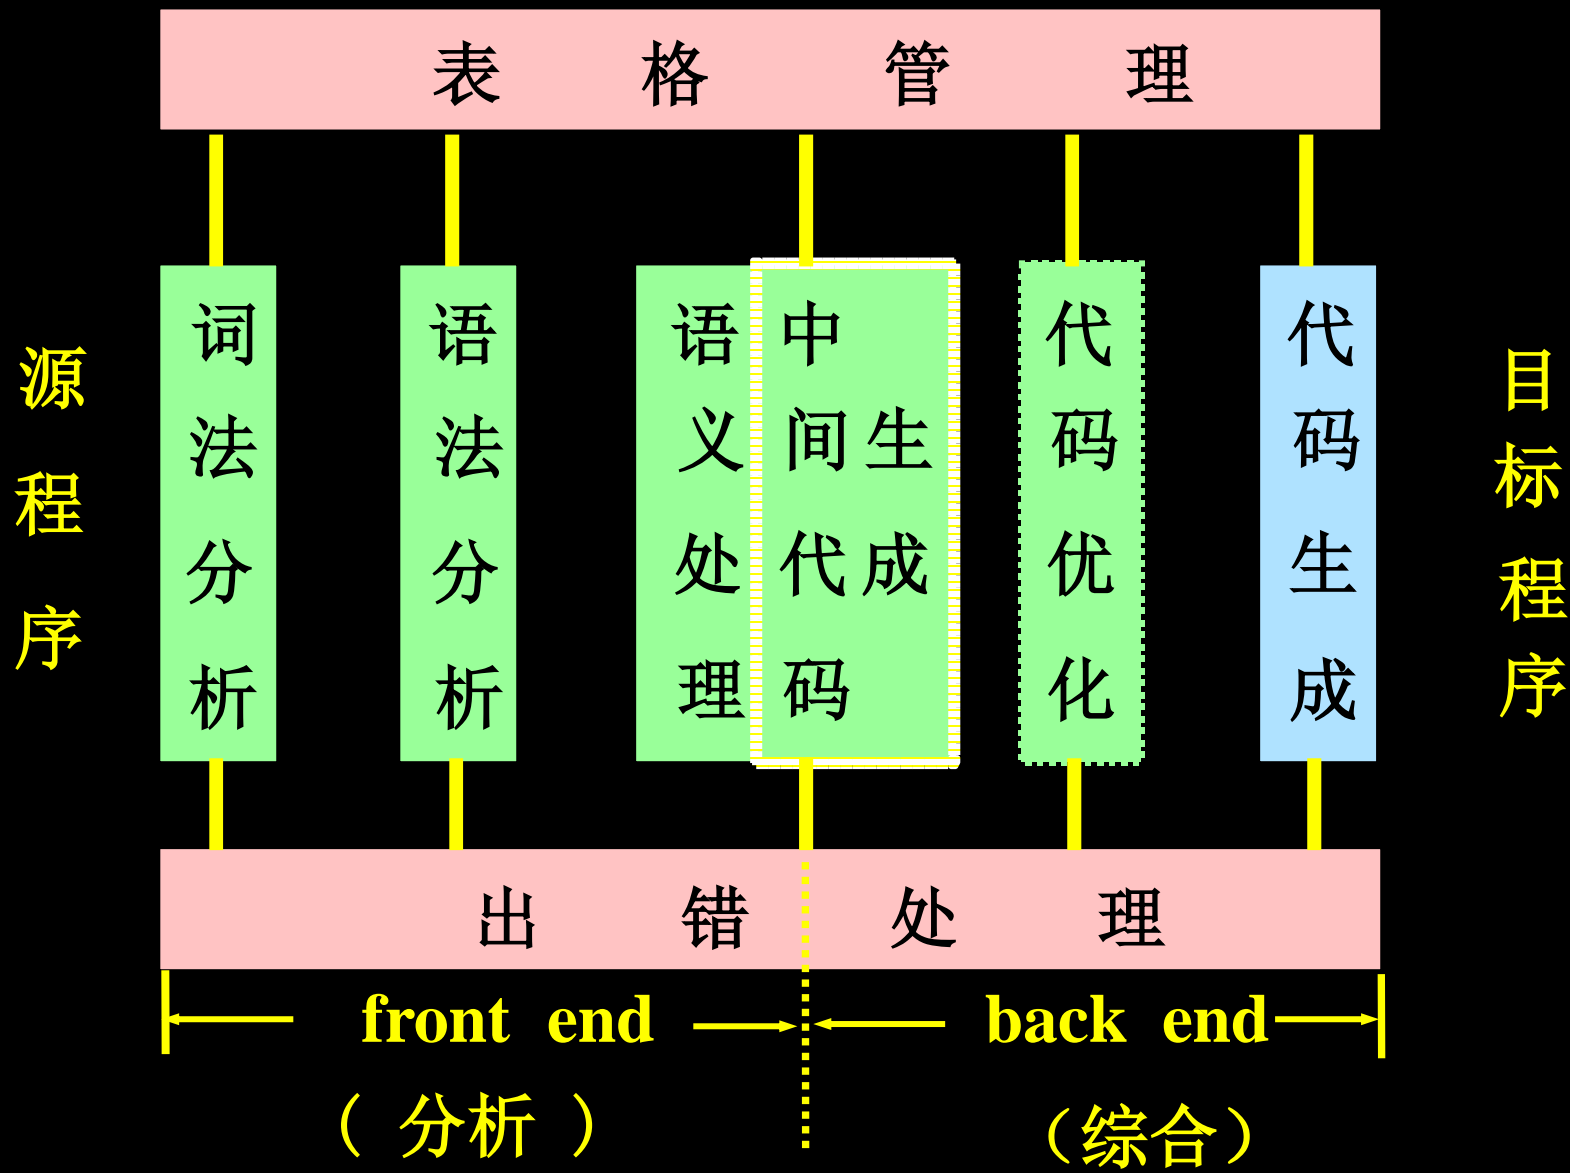 表格管理
源程序
词法分析
语法分析
语义处理
中间代码
生成
代码优化
代码生成
目标程序
出错处理
front end
back end
（ 分析 ）
（综合）